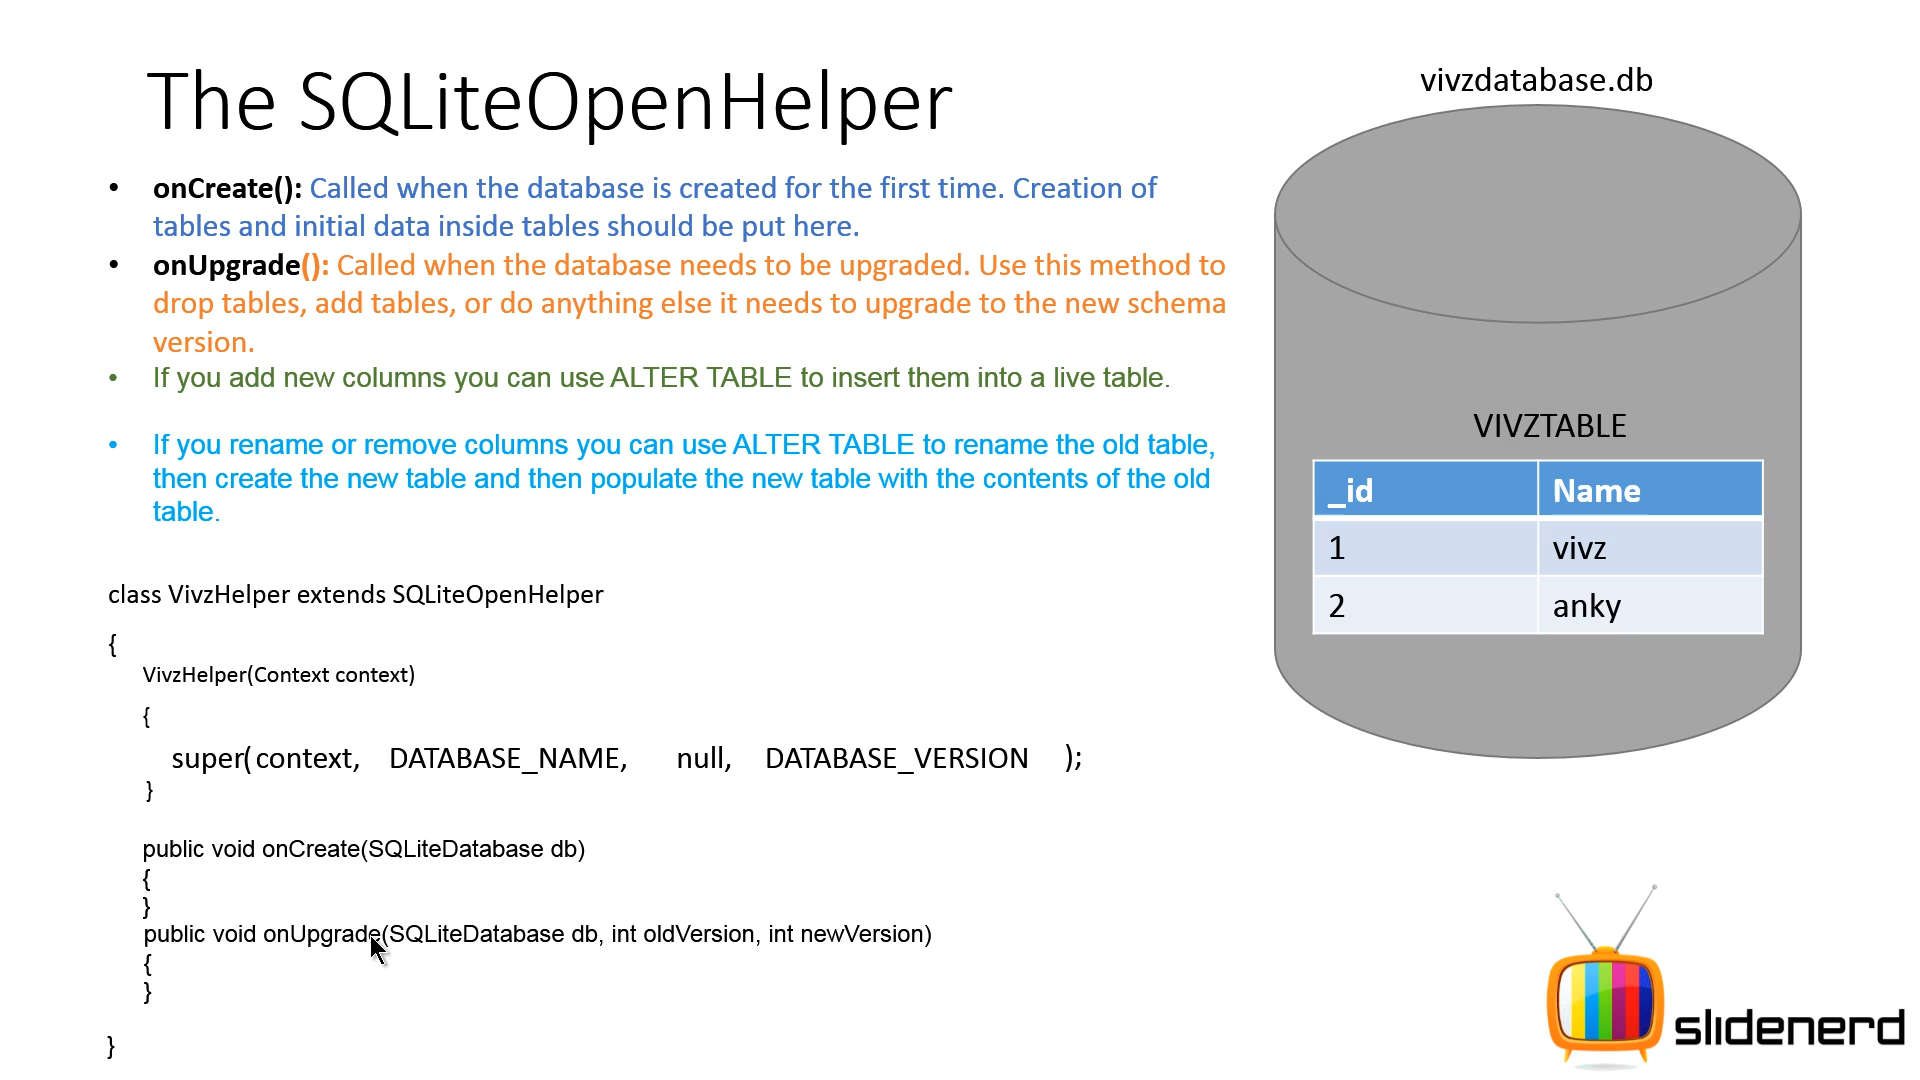 The SQLiteOpenHelper
• onCreate(): Called when the database is created for the first time. Creation of
tables and initial data inside tables should be put here.
• onUpgrade(): Called when the database needs to be upgraded. Use this method to
drop tables, add tables, or do anything else it needs to upgrade to the new schema
version.
• If you add new columns you can use ALTER TABLE to insert them into a live table.
• If you rename or remove columns you can use ALTER TABLE to rename the old table,
then create the new table and then populate the new table with the contents of the old
table.
class VivzHelper extends SQLiteOpenHelper
{
VivzHelper(Context context)
{
super( context, DATABASE_NAME, null, DATABASE_VERSION );
}
public void onCreate(SQLiteDatabase db)
{
}
public void onUpgrade(SQLiteDatabase db, int oldVersion, int newVersion)
{
}
}
vivzdatabase.db
VIVZTABLE
_id Name
1 vivz
2 anky
slidenerd